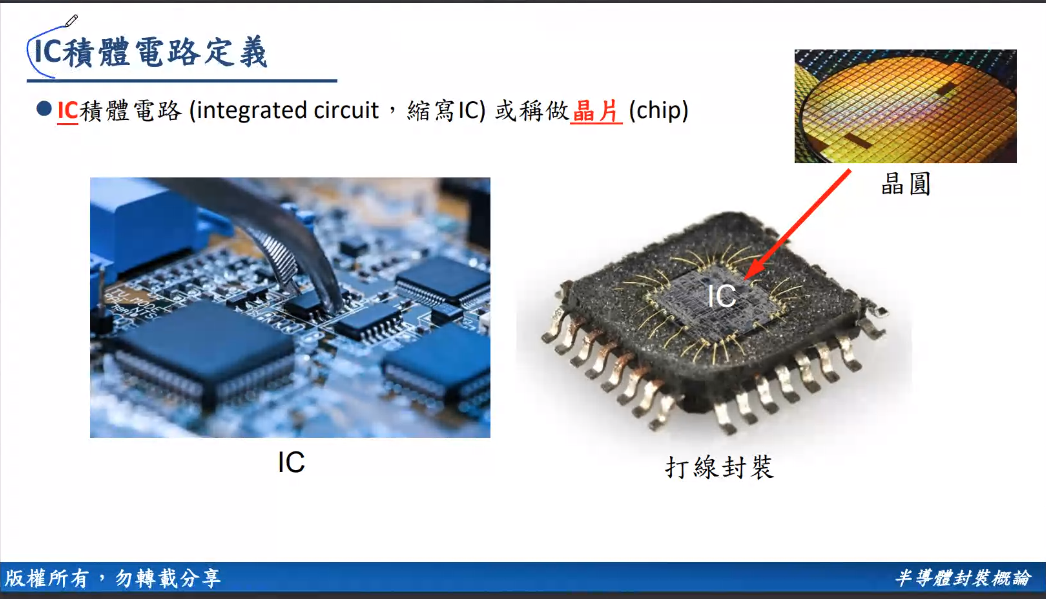 IC積體電路定義
IC積體電路 (integrated circuit，縮寫IC) 或稱做晶片 (chip)
晶圓
IC
IC
打線封裝
版權所有，勿轉載分享
半導體封裝概論